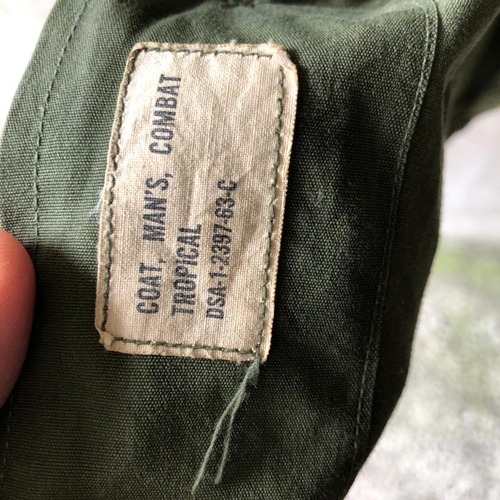 COAT, MAN'S, COMBAT
TROPICAL
DSA-1-2397-63-C